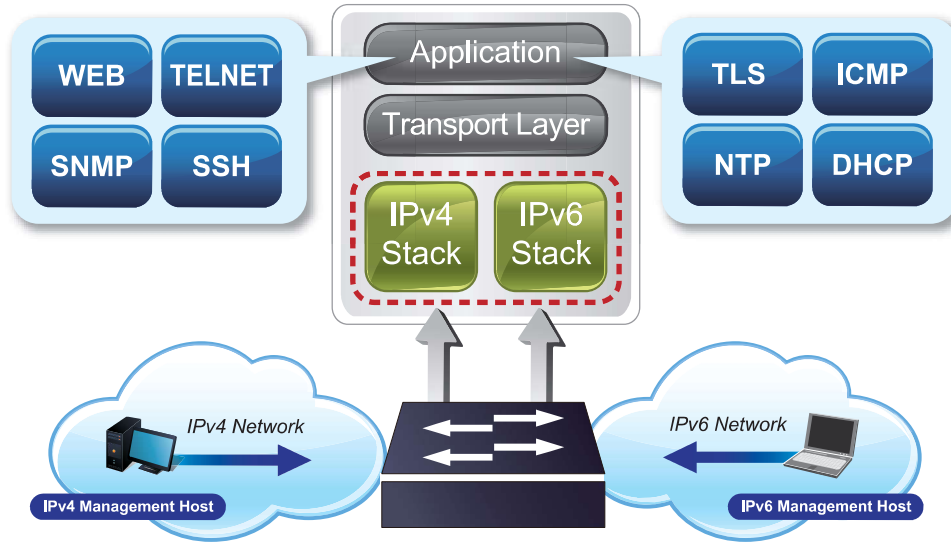 WEB
TELNET
SNMP
SSH
Application
Transport Layer
IPv4
Stack
IPv6
Stack
TLS
ICMP
NTP
DHCP
IPv4 Network
IPv4 Management Host
IPv6 Network
IPv6 Management Host